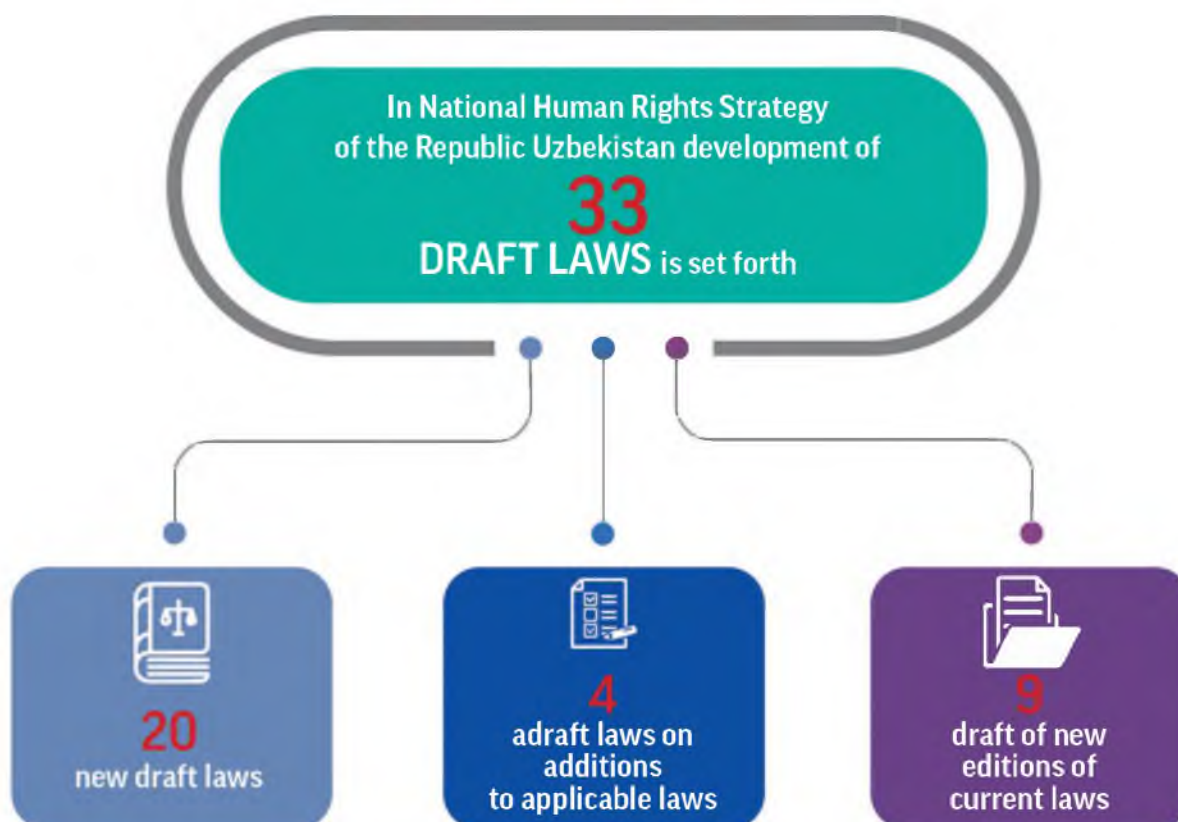 In National Human Rights Strategy
of the Republic Uzbekistan development of
33
DRAFT LAWS is set forth
20
new draft laws
4
adraft laws on
additions
to applicable laws
9
draft of new
editions of
current laws